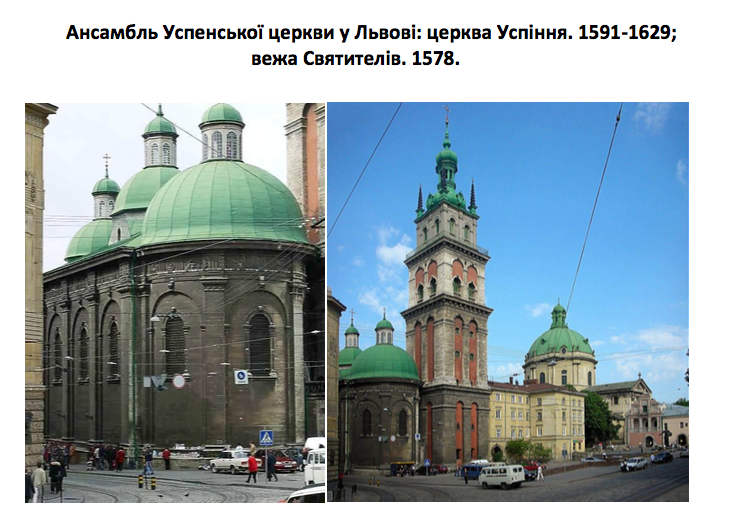 Ансамбль Успенської церкви у Львові: церква Успіння. 1591-1629;
вежа Святителів. 1578.